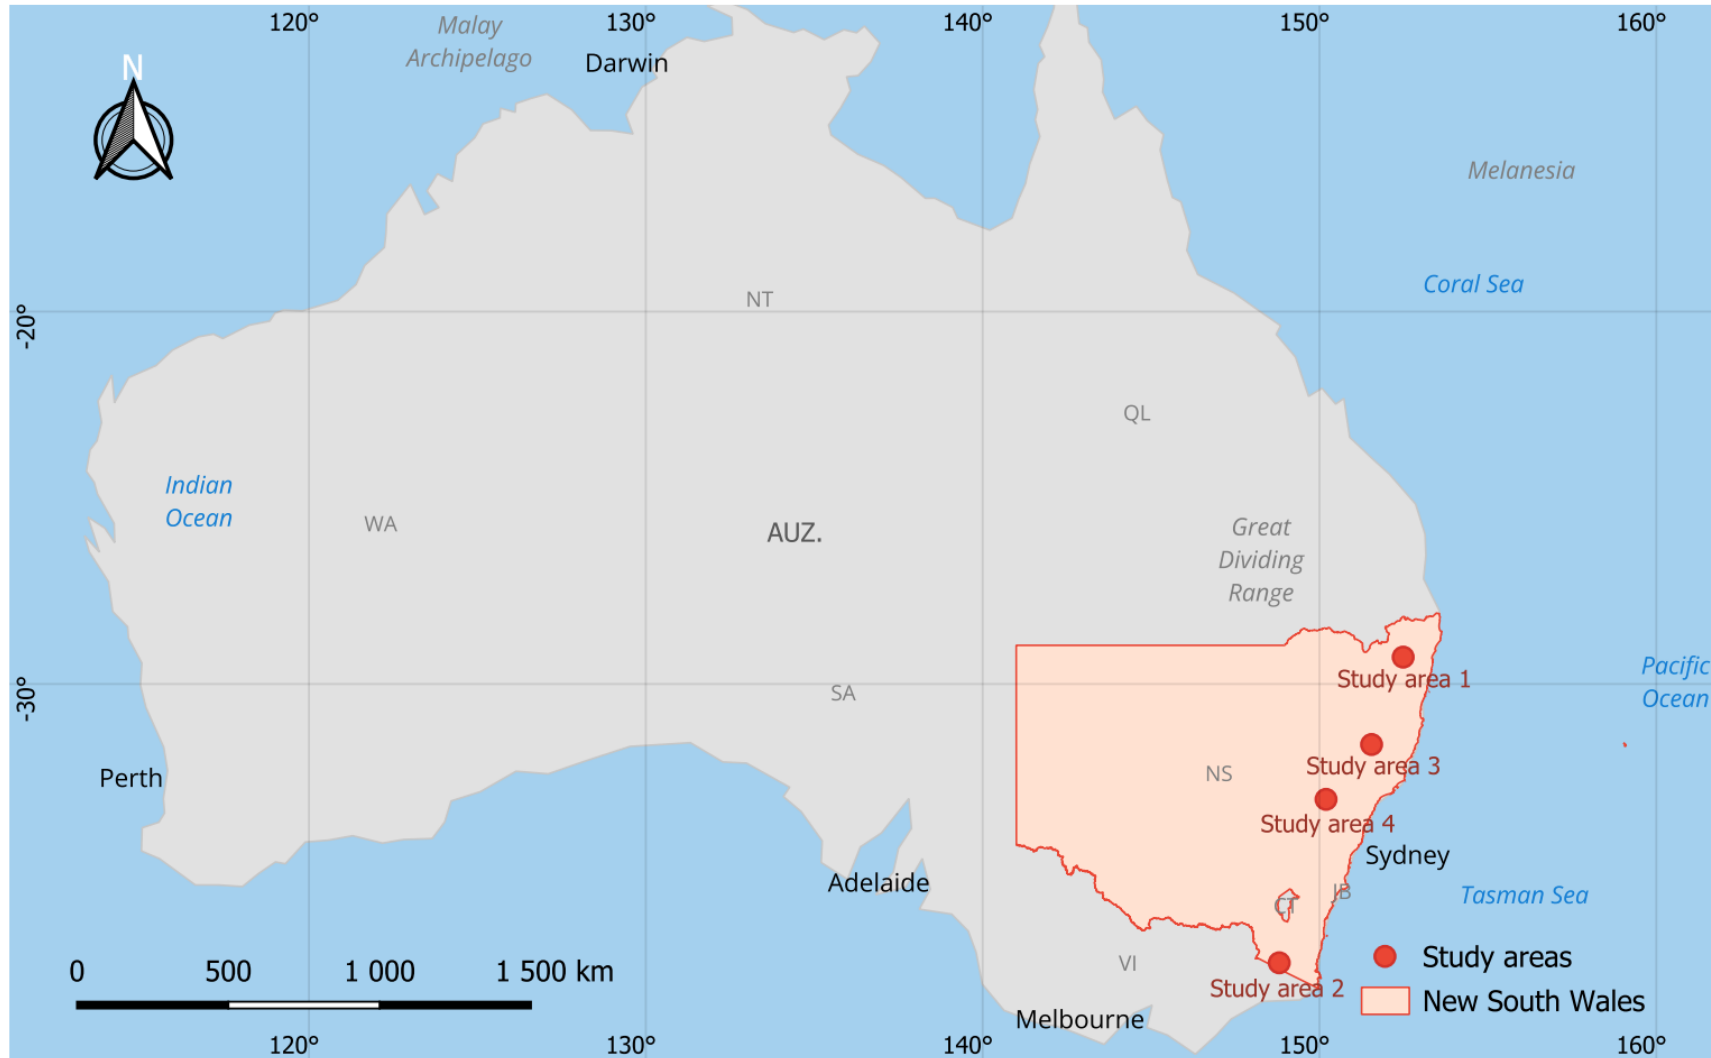 120°
130°
140°
150°
160°
Malay
Archipelago
Darwin
N
Melanesia
Coral Sea
NT
-20°
QL
Indian
Ocean
WA
AUZ.
Great
Dividing
Range
Pacific
Ocean
Study area 1
-30°
SA
Perth
Study area 3
NS
Study area 4
Sydney
Adelaide
JB
CT
Tasman Sea
0 500 1 000 1 500 km
VI
Study area 2
Study areas
New South Wales
Melbourne
120°
130°
140°
150°
160°